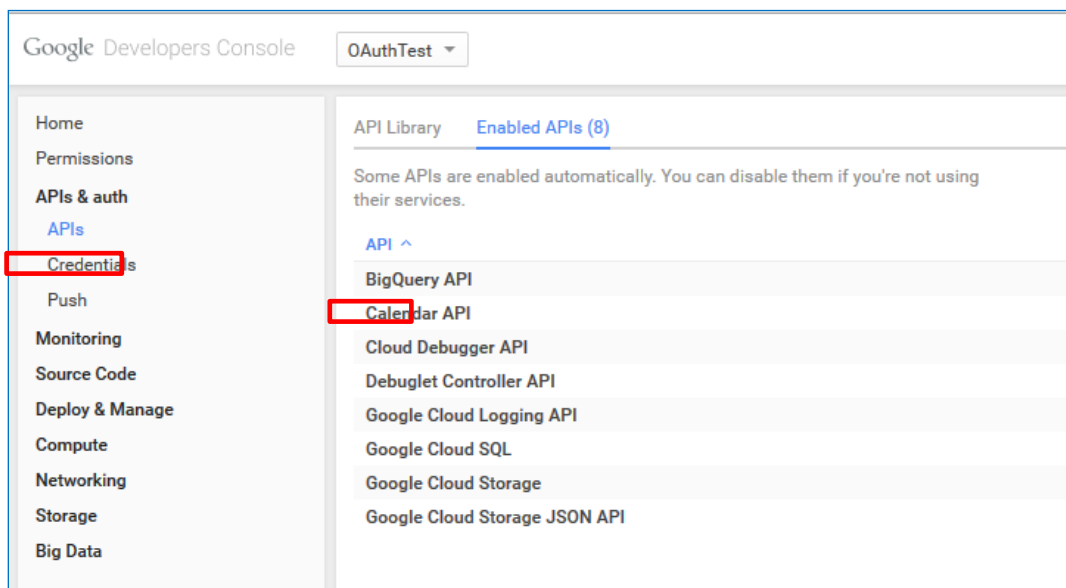 Google Developers Console
OAuthTest
Home
Permissions
APIs & auth
APIs
Credentials
Push
Monitoring
Source Code
Deploy & Manage
Compute
Networking
Storage
Big Data
API Library
Enabled APIs (8)
Some APIs are enabled automatically. You can disable them if you're not using
their services.
API
BigQuery API
Calendar API
Cloud Debugger API
Debuglet Controller API
Google Cloud Logging API
Google Cloud SQL
Google Cloud Storage
Google Cloud Storage JSON API